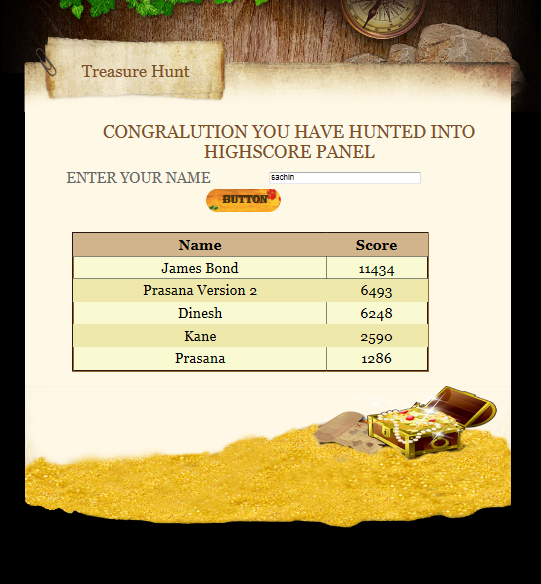 Treasure Hunt
CONGRALUTION YOU HAVE HUNTED INTO
HIGHSCORE PANEL
ENTER YOUR NAME sachin
BUTTON
Name Score
James Bond 11434
Prasana Version 2 6493
Dinesh 6248
Kane 2590
Prasana 1286